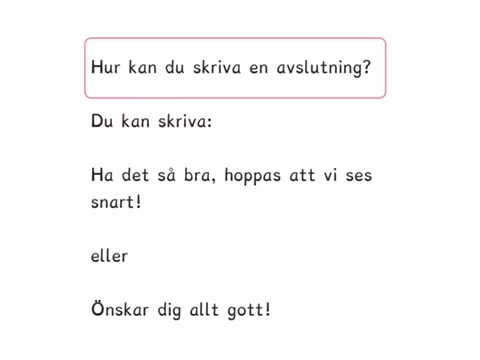 Hur kan du skriva en avslutning?
Du kan skriva:
Ha det så bra, hoppas att vi ses
snart!
eller
Önskar dig allt gott!